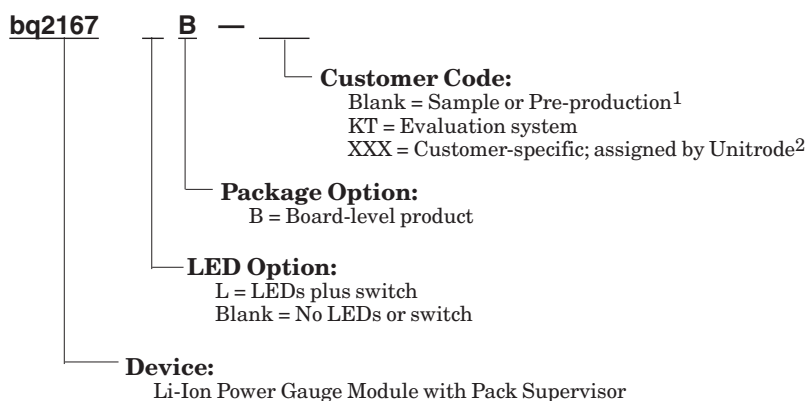 bq2167 B —
Customer Code:
Blank = Sample or Pre-production1
KT = Evaluation system
XXX = Customer-specific; assigned by Unitrode2
Package Option:
B = Board-level product
LED Option:
L = LEDs plus switch
Blank = No LEDs or switch
Device:
Li-Ion Power Gauge Module with Pack Supervisor